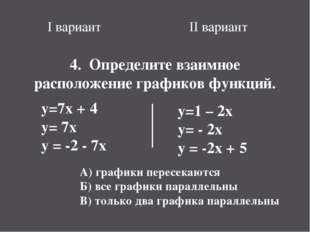 I вариант II вариант
4. Определите взаимное
расположение графиков функций.
y=7x + 4
y= 7x
y = -2 - 7x
y=1 – 2x
y= - 2x
y = -2x + 5
А) графики пересекаются
Б) все графики параллельны
В) только два графика параллельны